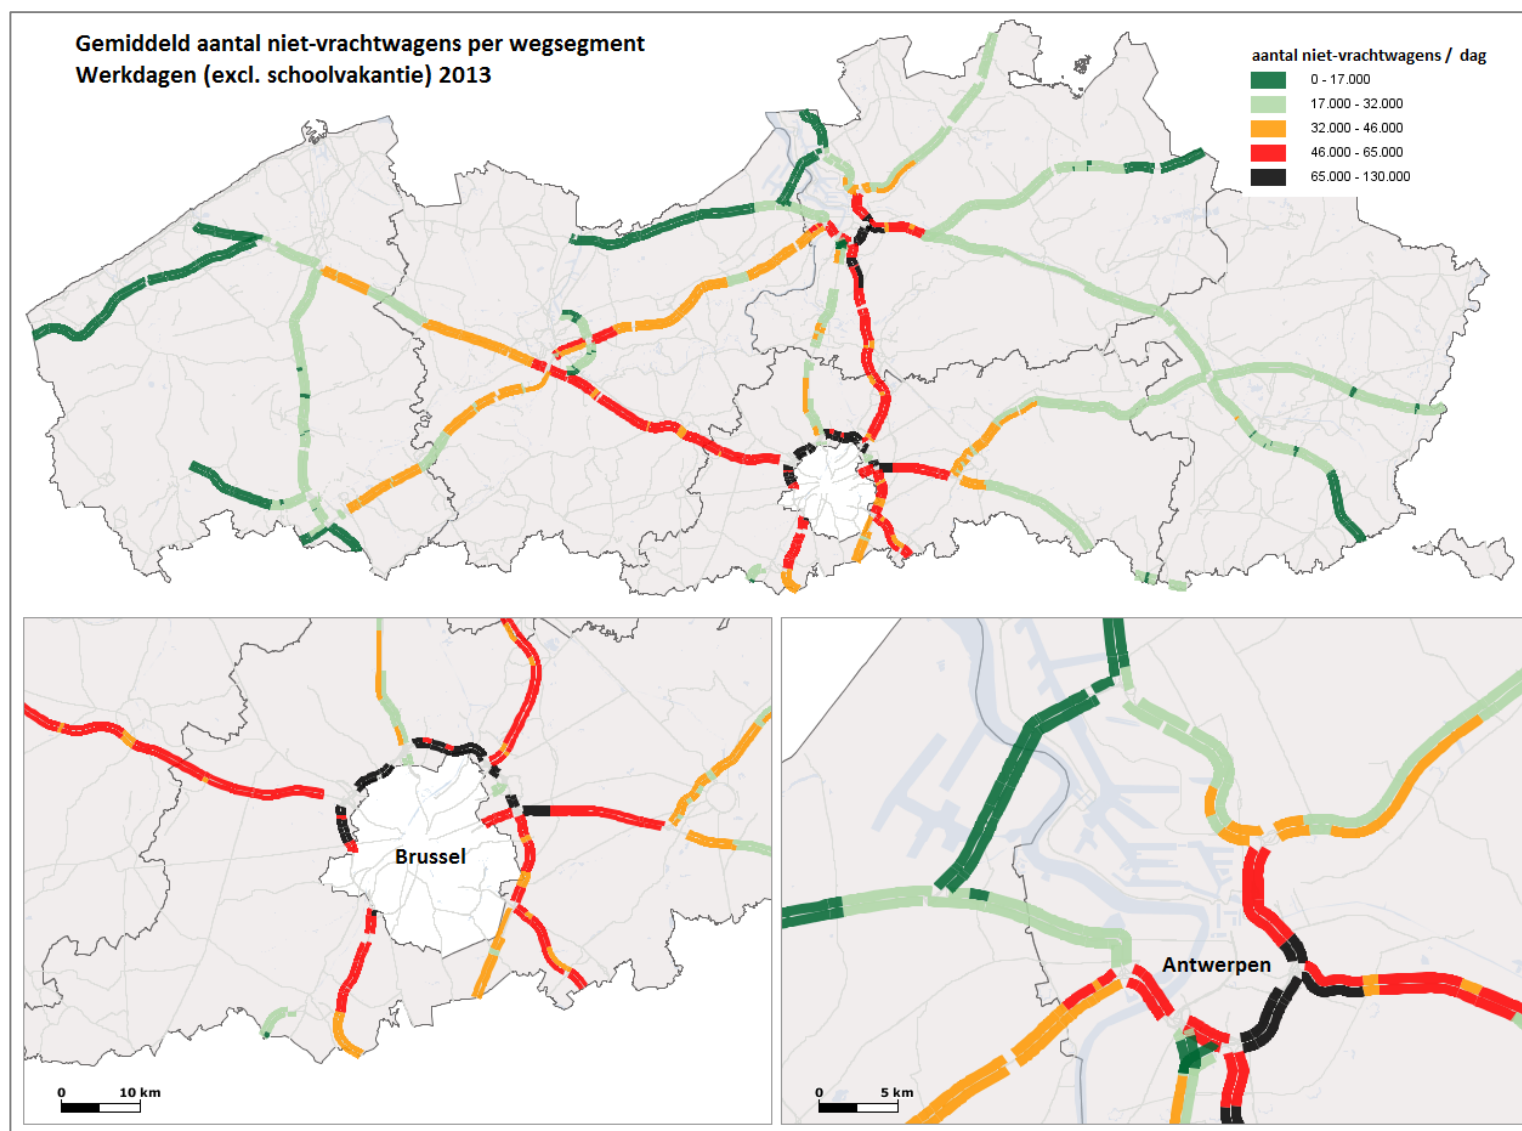 Gemiddeld aantal niet-vrachtwagens per wegsegment
Werkdagen (excl. schoolvakantie) 2013
aantal niet-vrachtwagens / dag
0 - 17.000
17.000 - 32.000
32.000 - 46.000
46.000 - 65.000
65.000 - 130.000
Brussel
0 10 km
Antwerpen
0 5 km